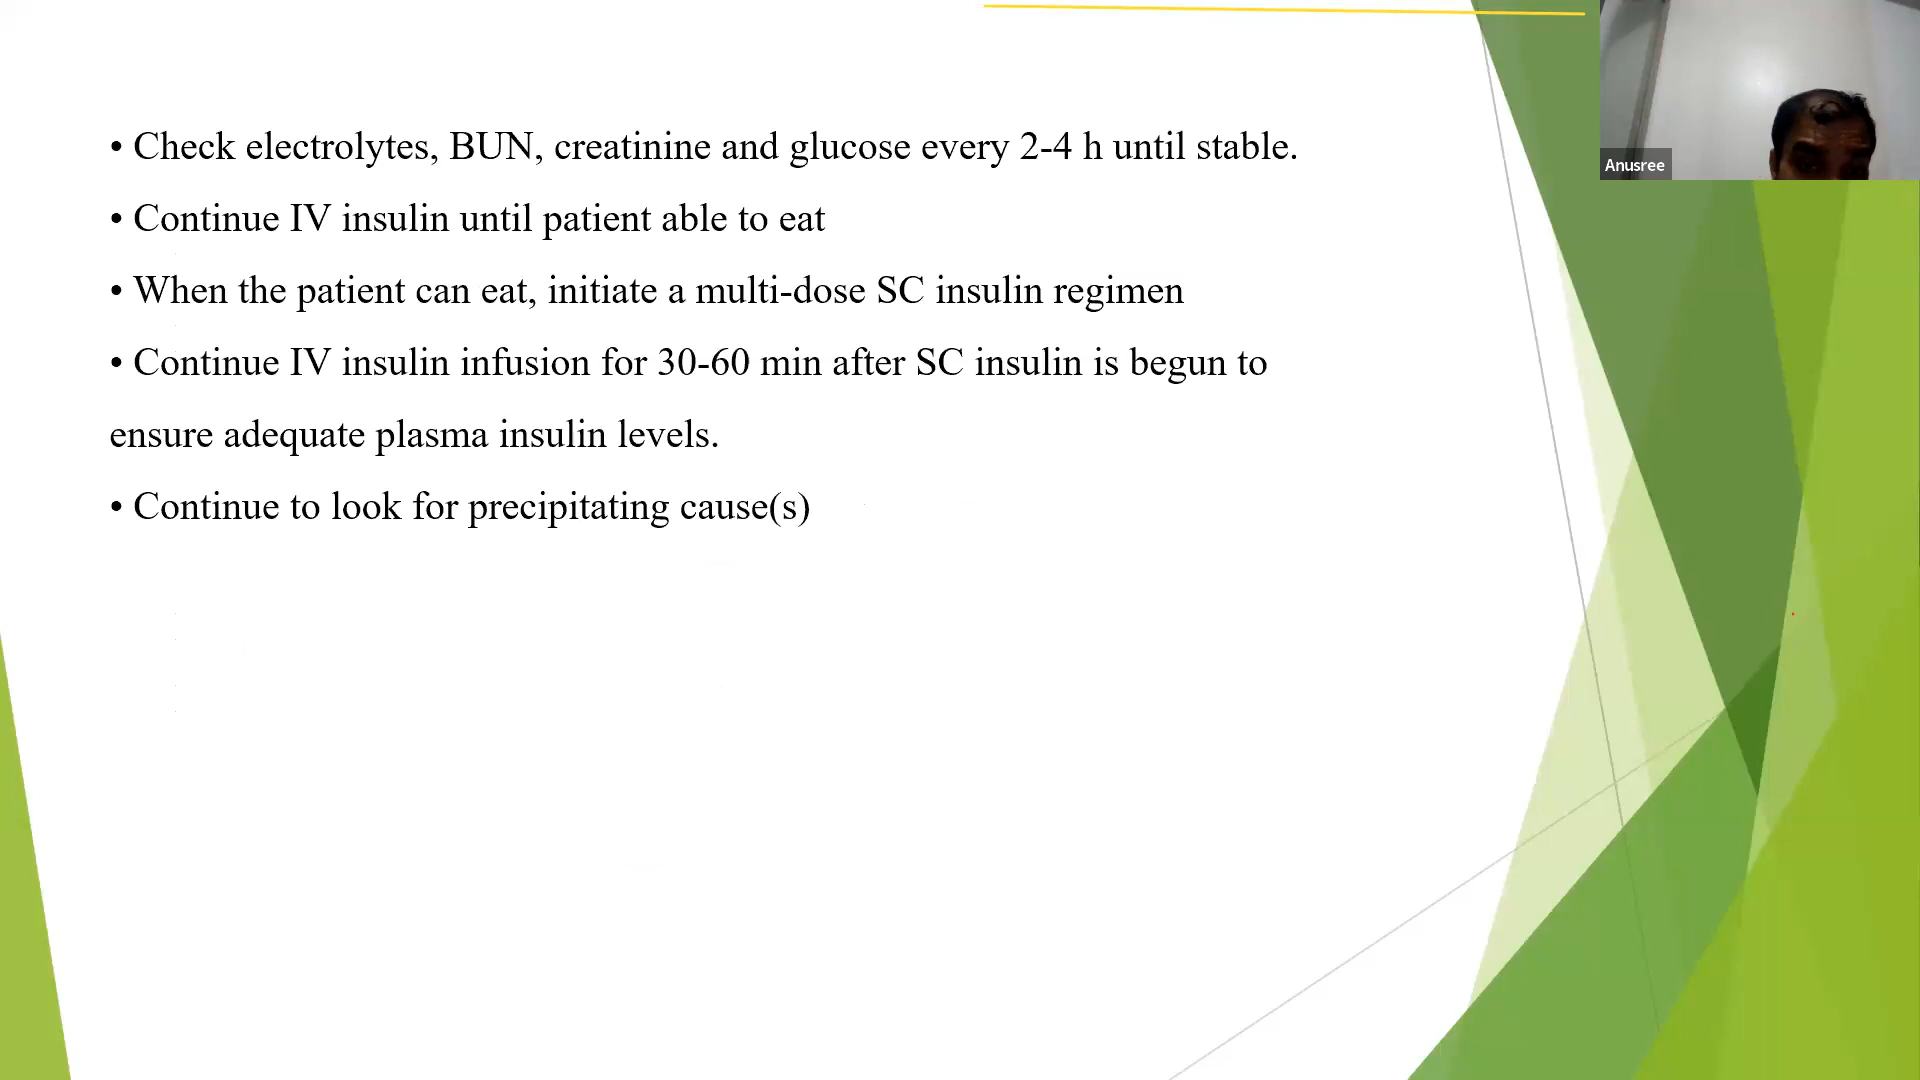 • Check electrolytes, BUN, creatinine and glucose every 2-4 h until stable.
• Continue IV insulin until patient able to eat
• When the patient can eat, initiate a multi-dose SC insulin regimen
• Continue IV insulin infusion for 30-60 min after SC insulin is begun to
ensure adequate plasma insulin levels.
• Continue to look for precipitating cause(s)
Anusree